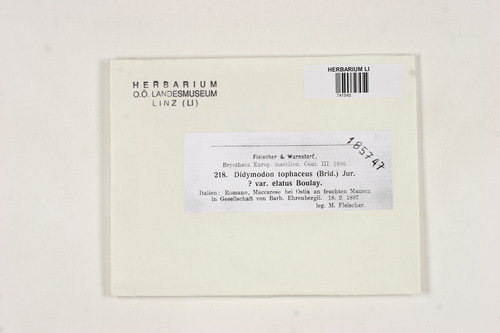 HERBARIUM
O.Ö. LANDESMUSEUM
LINZ (LI)
HERBARIUM LI
741545
185747
Fleischer & Warnstorf.
Bryotheca Europ. meridion. Cent. III. 1906.
218. Didymodon tophaceus (Brid.) Jur.
? var. elatus Boulay.
Italien: Romano, Maccarese bei Ostia an feuchten Mauern
in Gesellschaft von Barb. Ehrenbergii. 18. 2. 1897
leg. M. Fleischer.